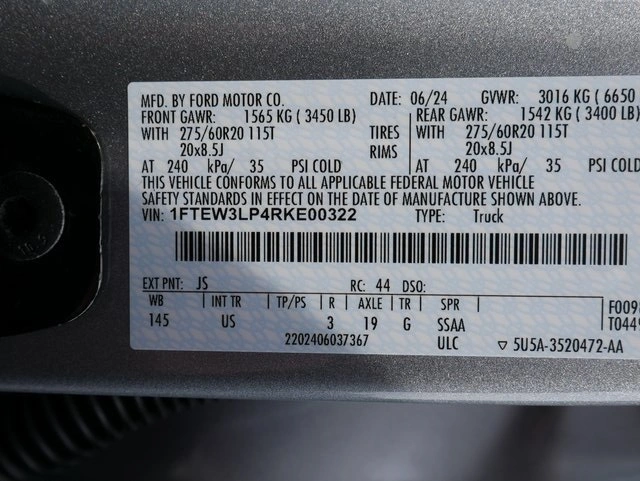 MFD. BY FORD MOTOR CO. DATE: 06/24 GVWR: 3016 KG ( 6650
FRONT GAWR: 1565 KG ( 3450 LB) REAR GAWR: 1542 KG ( 3400 LB)
WITH 275/60R20 115T TIRES WITH 275/60R20 115T
20x8.5J RIMS 20x8.5J
AT 240 kPa/ 35 PSI COLD AT 240 kPa/ 35 PSI COLD
THIS VEHICLE CONFORMS TO ALL APPLICABLE FEDERAL MOTOR VEHICLE
SAFETY STANDARDS IN EFFECT ON THE DATE OF MANUFACTURE SHOWN ABOVE.
VIN: 1FTEW3LP4RKE00322 TYPE: Truck
EXT PNT: JS RC: 44 DSO:
WB INT TR TP/PS R AXLE TR SPR
145 US 3 19 G SSAA
2202406037367 ULC ▽ 5U5A-3520472-AA